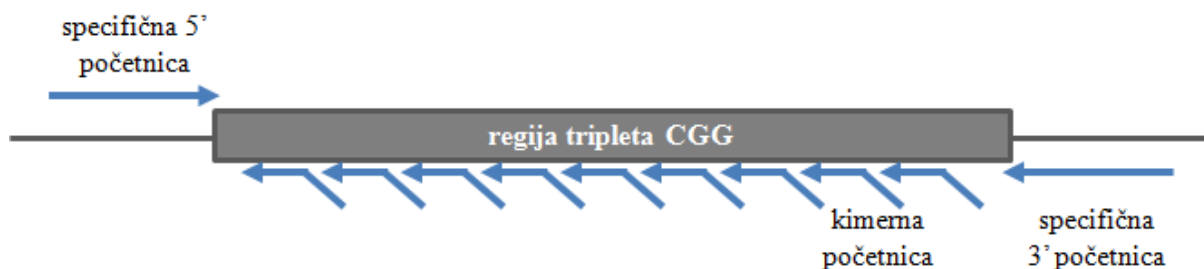 specifična 5’
početnica
regija tripleta CGG
kimerna
početnica
specifična
3’ početnica